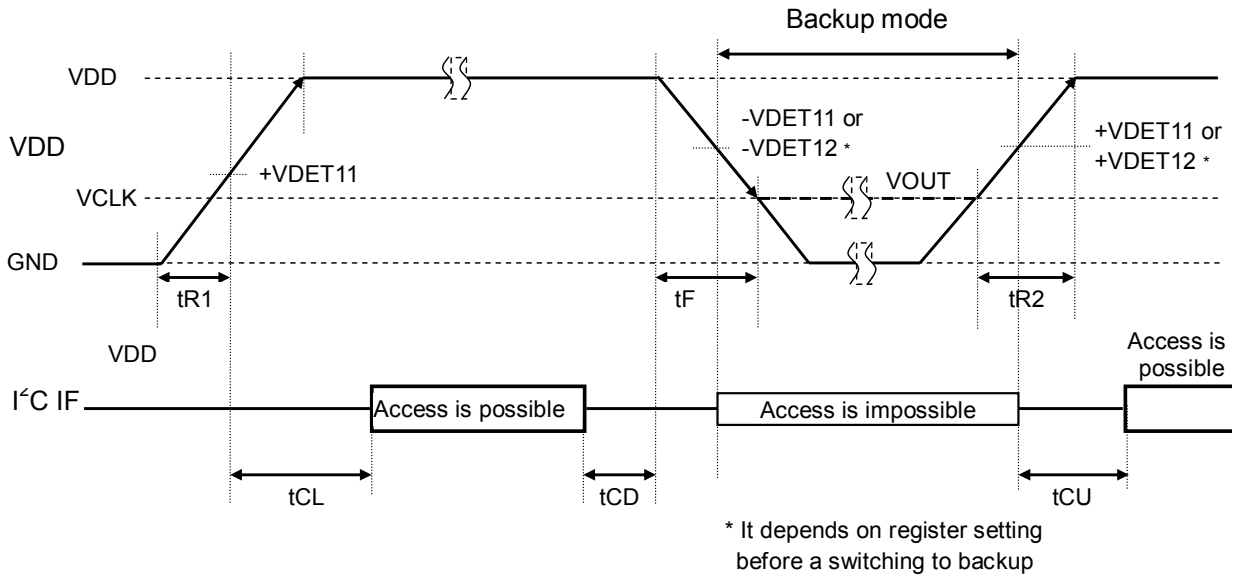 Backup mode
VDD
-VDET11 or
-VDET12 *
+VDET11 or
+VDET12 *
VDD
+VDET11
VCLK
VOUT
GND
tR1
tF
tR2
VDD
Access is
possible
I²C IF
Access is possible
Access is impossible
tCL
tCD
tCU
* It depends on register setting
before a switching to backup